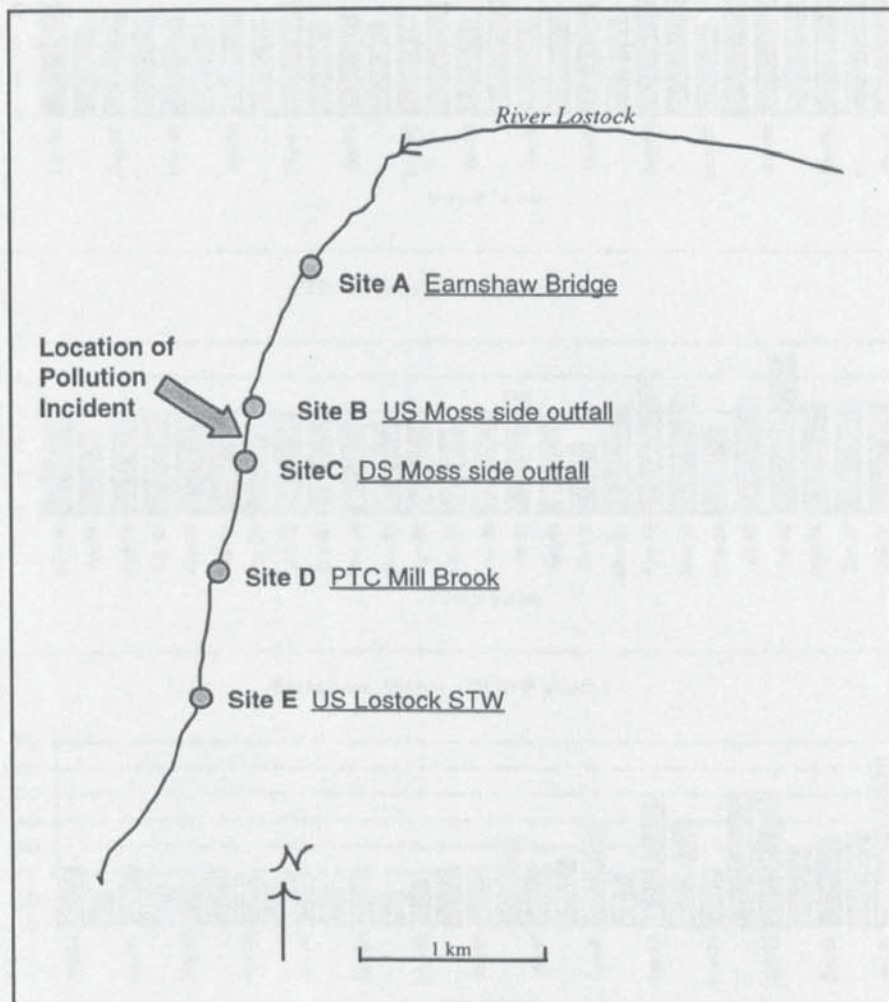 River Lostock
Site A Earnshaw Bridge
Location of
Pollution
Incident
Site B US Moss side outfall
SiteC DS Moss side outfall
Site D PTC Mill Brook
Site E US Lostock STW
N
1 km